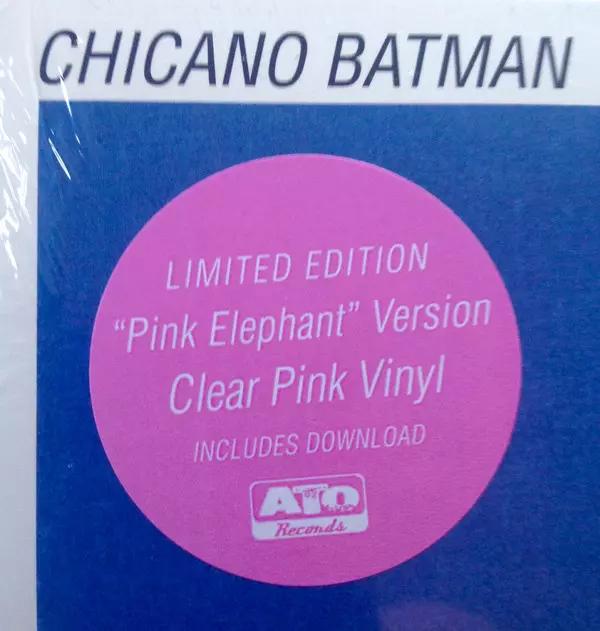 CHICANO BATMAN
LIMITED EDITION
“Pink Elephant” Version
Clear Pink Vinyl
INCLUDES DOWNLOAD
ATO
Records